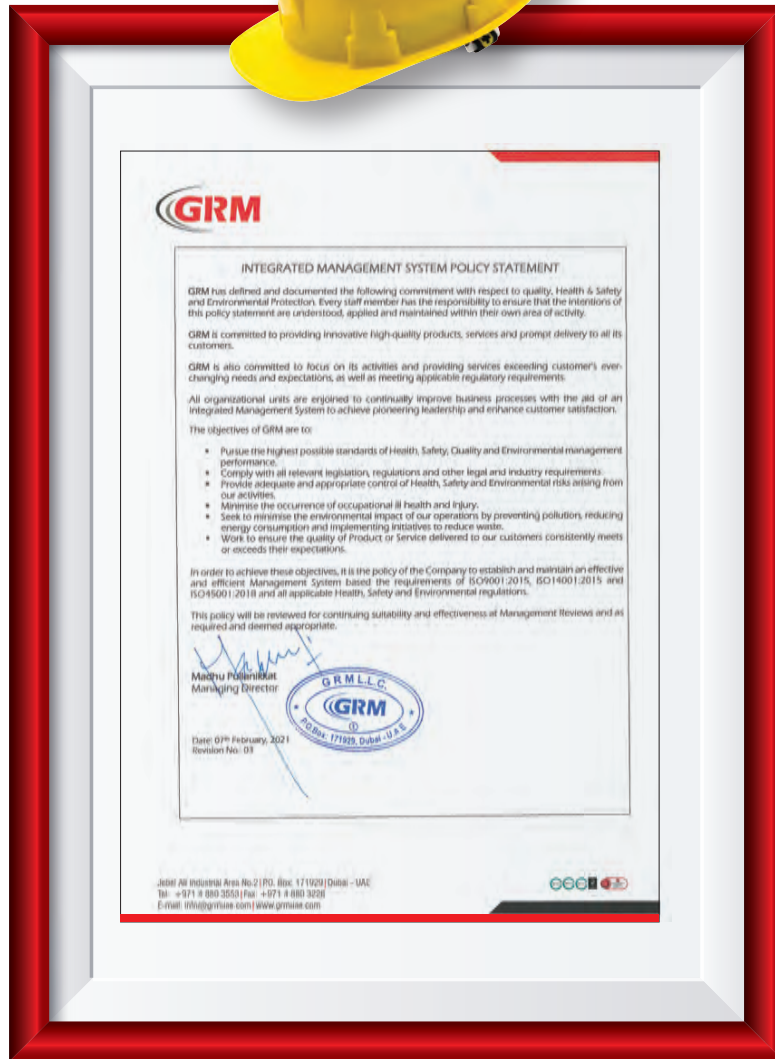 GRM
INTEGRATED MANAGEMENT SYSTEM POLICY STATEMENT
GRM has defined and documented the following commitment with respect to quality, Health & Safety
and Environmental Protection. Every staff member has the responsibility to ensure that the intentions of
this policy statement are understood, applied and maintained within their own area of activity.
GRM is committed to providing innovative high-quality products, services and prompt delivery to all its
customers.
GRM is also committed to focus on its activities and providing services exceeding customer's ever-
changing needs and expectations, as well as meeting applicable regulatory requirements.
All organizational units are enjoined to continually improve business processes with the aid of an
Integrated Management System to achieve pioneering leadership and enhance customer satisfaction.
The objectives of GRM are to:
• Pursue the highest possible standards of Health, Safety, Quality and Environmental management
performance.
• Comply with all relevant legislation, regulations and other legal and industry requirements.
• Provide adequate and appropriate control of Health, Safety and Environmental risks arising from
our activities.
• Minimise the occurrence of occupational ill health and injury.
• Seek to minimise the environmental impact of our operations by preventing pollution, reducing
energy consumption and implementing initiatives to reduce waste.
• Work to ensure the quality of Product or Service delivered to our customers consistently meets
or exceeds their expectations.
In order to achieve these objectives, it is the policy of the Company to establish and maintain an effective
and efficient Management System based the requirements of ISO9001:2015, ISO14001:2015 and
ISO45001:2018 and all applicable Health, Safety and Environmental regulations.
This policy will be reviewed for continuing suitability and effectiveness at Management Reviews and as
required and deemed appropriate.
Madhu
Managing Director
G R M L.L.C.
GRM
P.O.Box: 171929, Dubai - U.A.E.
Date: 07th February, 2021
Revision No: 03
Jebel Ali Industrial Area No.2 | P.O. Box: 171929 | Dubai - UAE
Tel: +971 4 880 3553 | Fax: +971 4 880 3226
E-mail: info@grmuae.com | www.grmuae.com